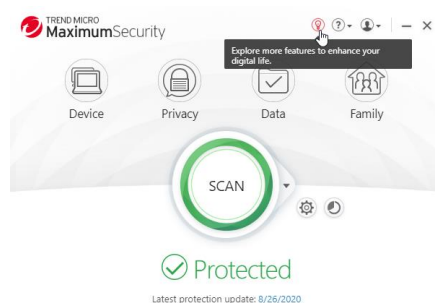 TREND MICRO
MaximumSecurity
Explore more features to enhance your
digital life.
Device
Privacy
Data
Family
SCAN
Protected
Latest protection update: 8/26/2020